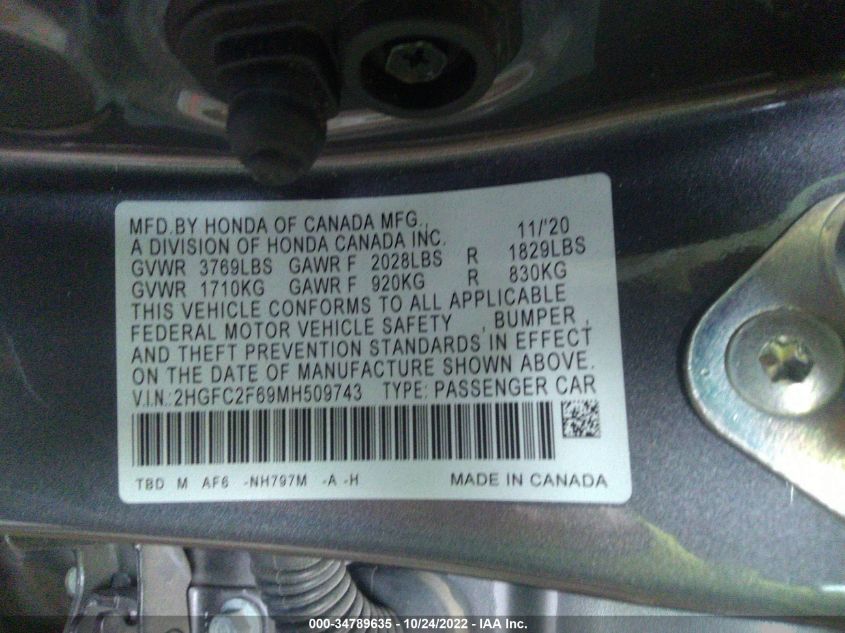 MFD.BY HONDA OF CANADA MFG., 11/'20
A DIVISION OF HONDA CANADA INC.
GVWR 3769LBS GAWR F 2028LBS R 1829LBS
GVWR 1710KG GAWR F 920KG R 830KG
THIS VEHICLE CONFORMS TO ALL APPLICABLE
FEDERAL MOTOR VEHICLE SAFETY , BUMPER ,
AND THEFT PREVENTION STANDARDS IN EFFECT
ON THE DATE OF MANUFACTURE SHOWN ABOVE.
V.I.N.:2HGFC2F69MH509743 TYPE: PASSENGER CAR
TBD M AF6 -NH797M -A -H MADE IN CANADA
000-34789635 - 10/24/2022 - IAA Inc.